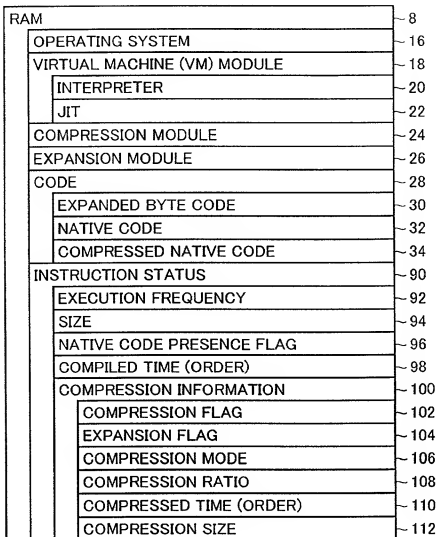 RAM 8
OPERATING SYSTEM 16
VIRTUAL MACHINE (VM) MODULE 18
INTERPRETER 20
JIT 22
COMPRESSION MODULE 24
EXPANSION MODULE 26
CODE 28
EXPANDED BYTE CODE 30
NATIVE CODE 32
COMPRESSED NATIVE CODE 34
INSTRUCTION STATUS 90
EXECUTION FREQUENCY 92
SIZE 94
NATIVE CODE PRESENCE FLAG 96
COMPILED TIME (ORDER) 98
COMPRESSION INFORMATION 100
COMPRESSION FLAG 102
EXPANSION FLAG 104
COMPRESSION MODE 106
COMPRESSION RATIO 108
COMPRESSED TIME (ORDER) 110
COMPRESSION SIZE 112